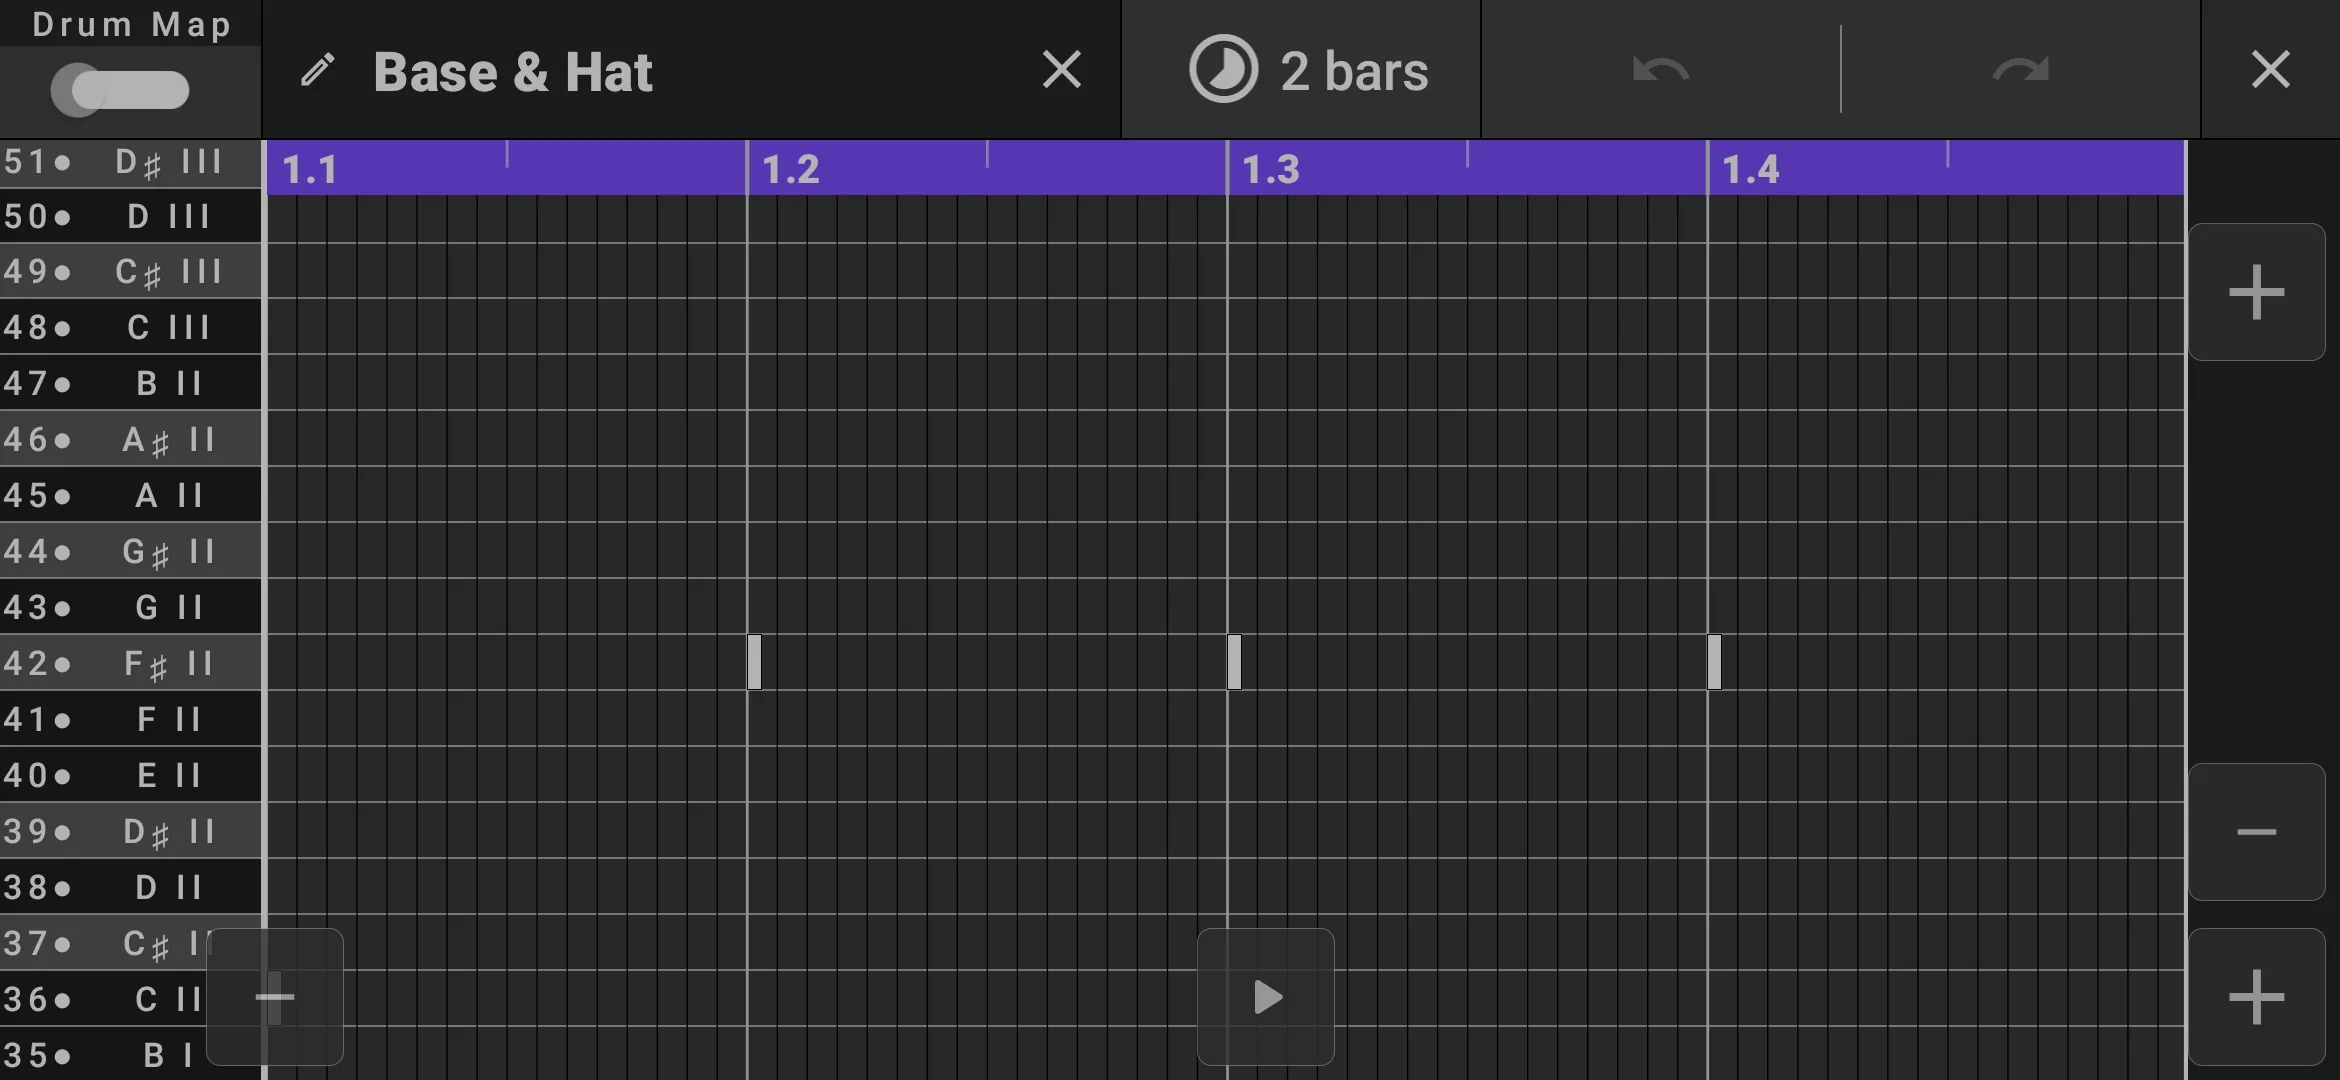 Drum Map
Base & Hat
2 bars
1.1 1.2 1.3 1.4
51 D♯ III
50 D III
49 C♯ III
48 C III
47 B II
46 A♯ II
45 A II
44 G♯ II
43 G II
42 F♯ II
41 F II
40 E II
39 D♯ II
38 D II
37 C♯ II
36 C II
35 B I